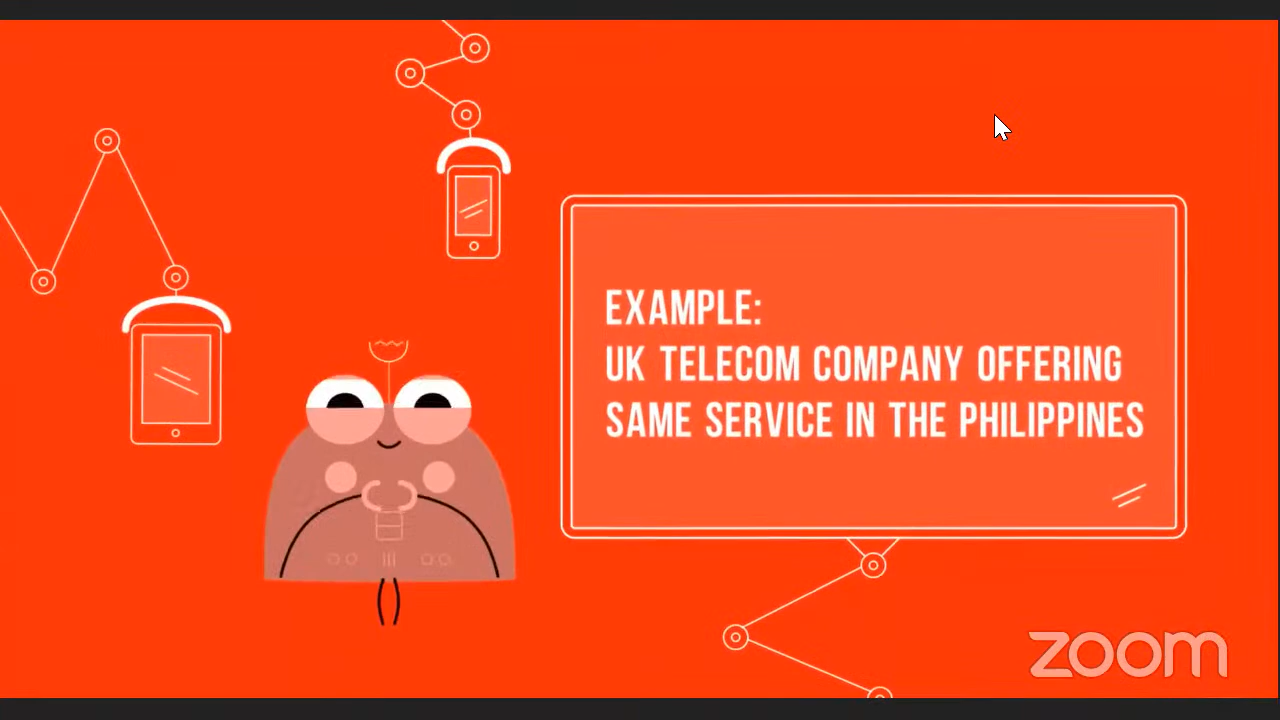 EXAMPLE:
UK TELECOM COMPANY OFFERING
SAME SERVICE IN THE PHILIPPINES
zoom